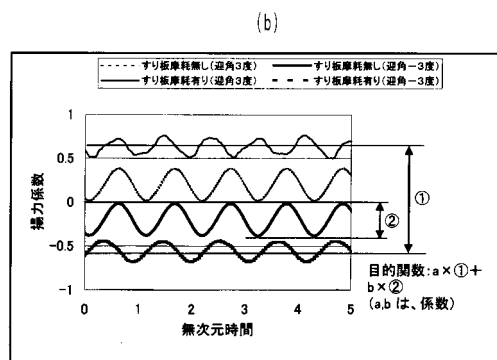 (b)
すり板摩耗無し(迎角3度)
すり板摩耗無し(迎角-3度)
すり板摩耗有り(迎角3度)
すり板摩耗有り(迎角-3度)
揚力係数
1
0.5
0
-0.5
-1
0
1
2
3
4
5
無次元時間
①
②
目的関数:a×①+
b×②
(a,b は、係数)